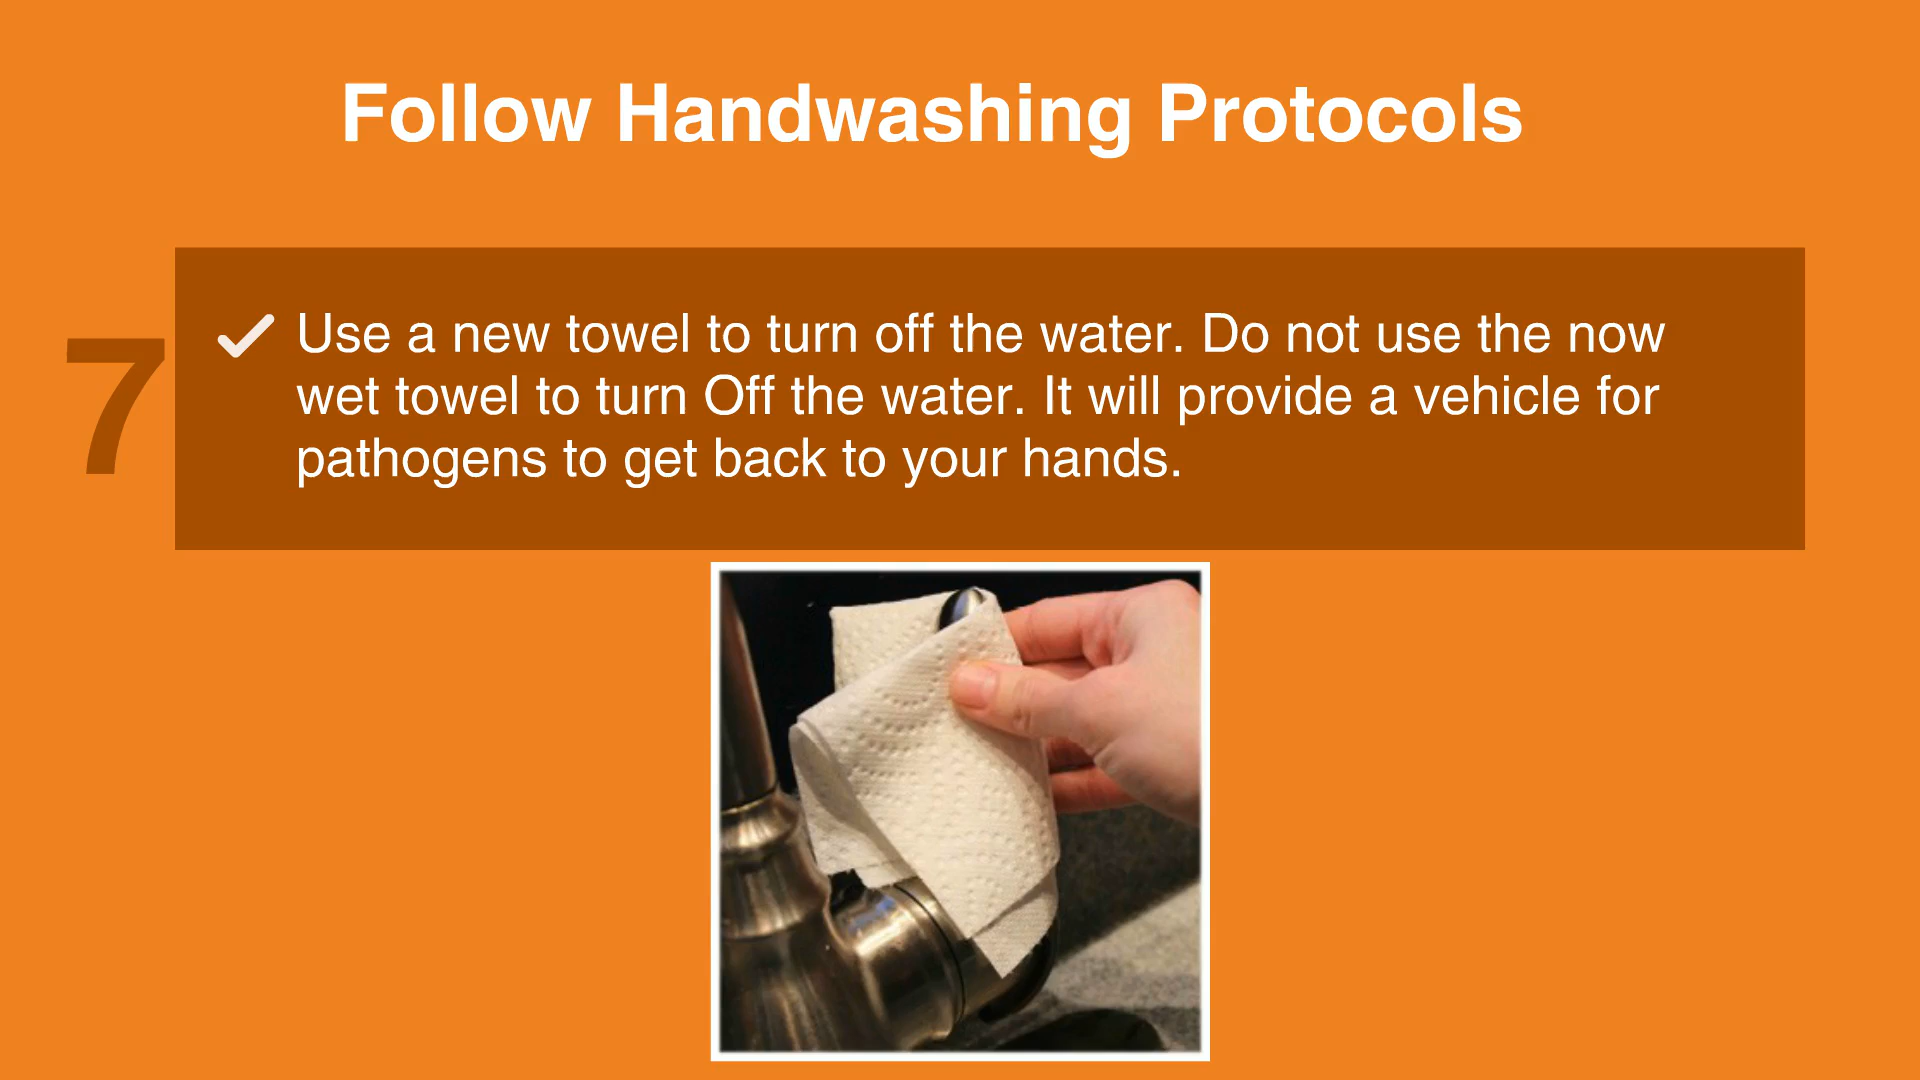 Follow Handwashing Protocols
7
Use a new towel to turn off the water. Do not use the now
wet towel to turn Off the water. It will provide a vehicle for
pathogens to get back to your hands.